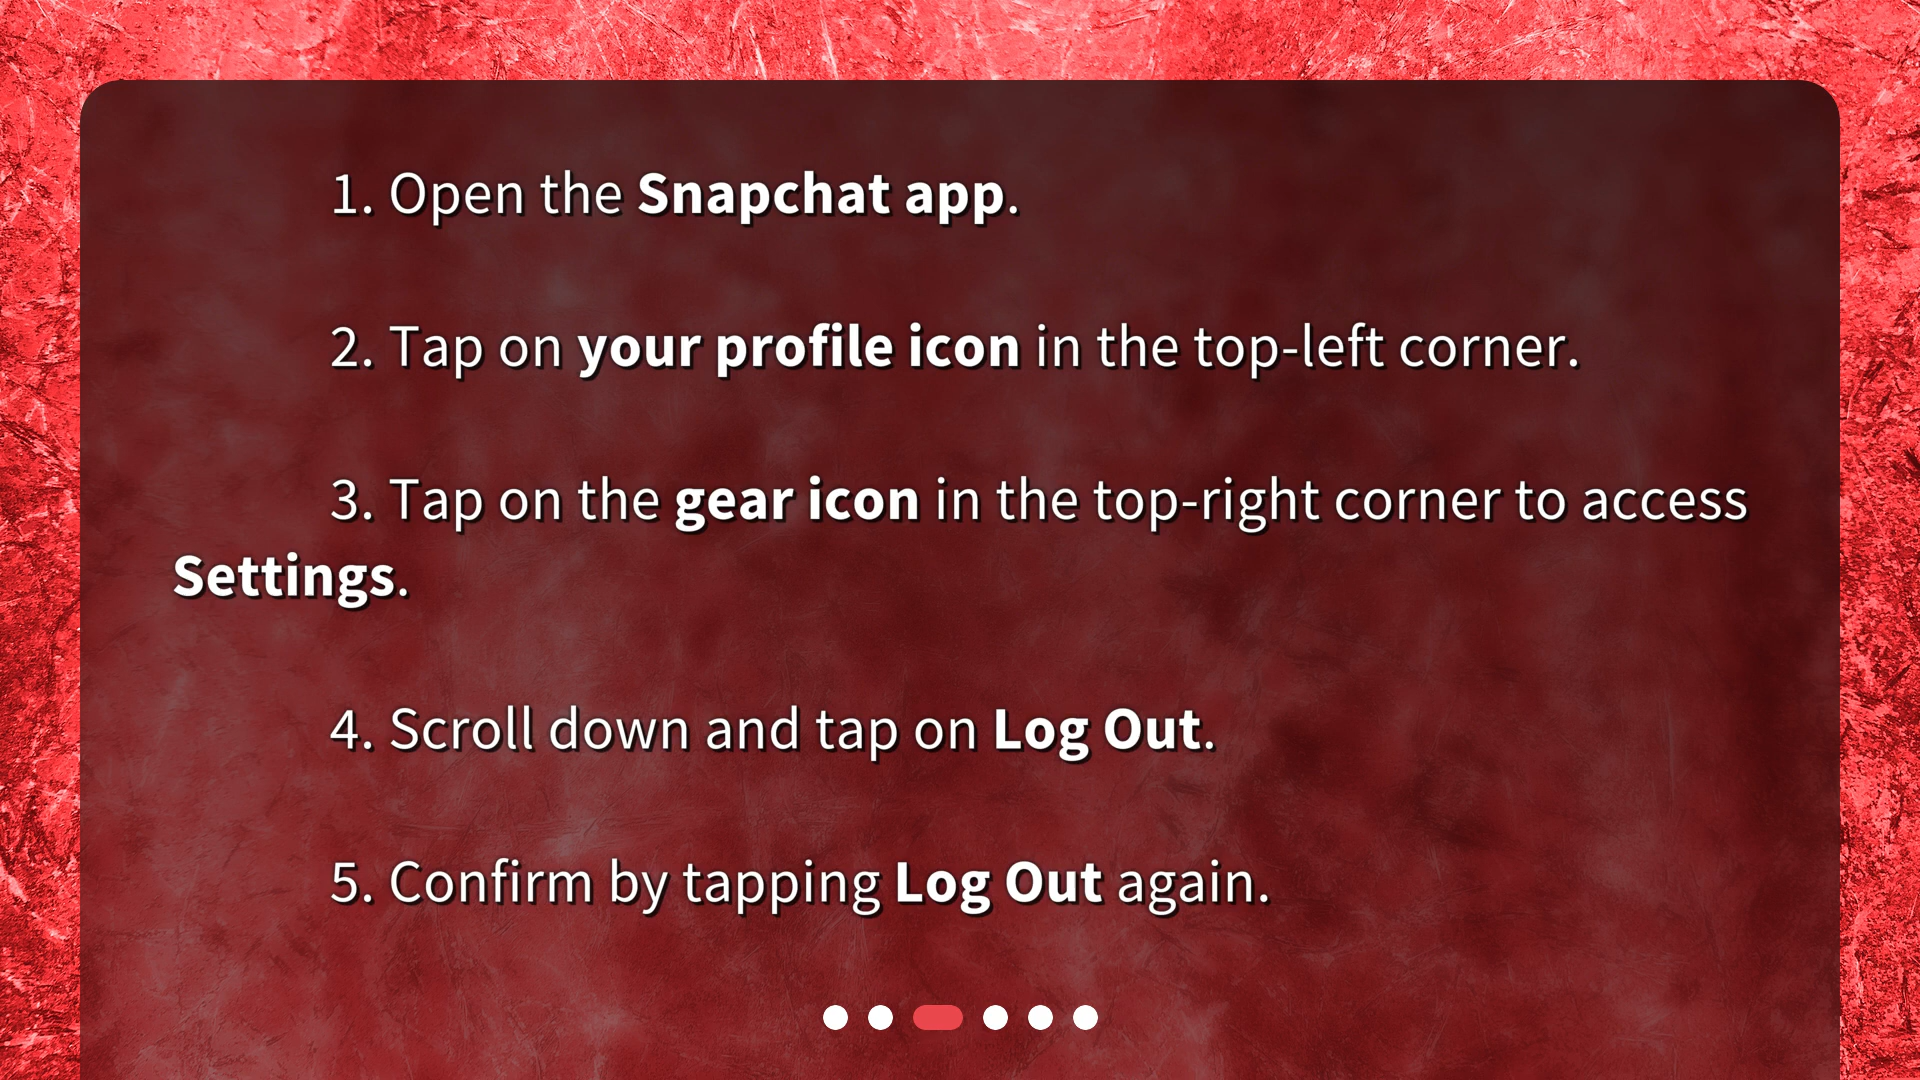 1. Open the Snapchat app.
2. Tap on your profile icon in the top-left corner.
3. Tap on the gear icon in the top-right corner to access
Settings.
4. Scroll down and tap on Log Out.
5. Confirm by tapping Log Out again.